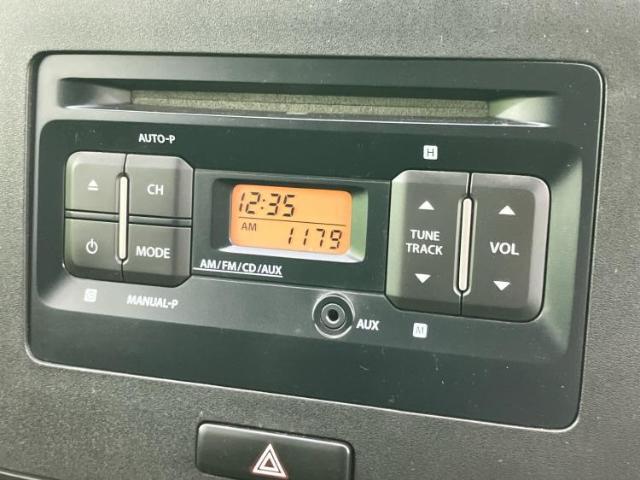 AUTO-P
H
CH
12:35
AM 1179
TUNE
TRACK
VOL
MODE
AM/FM/CD/AUX
MANUAL-P
AUX
M